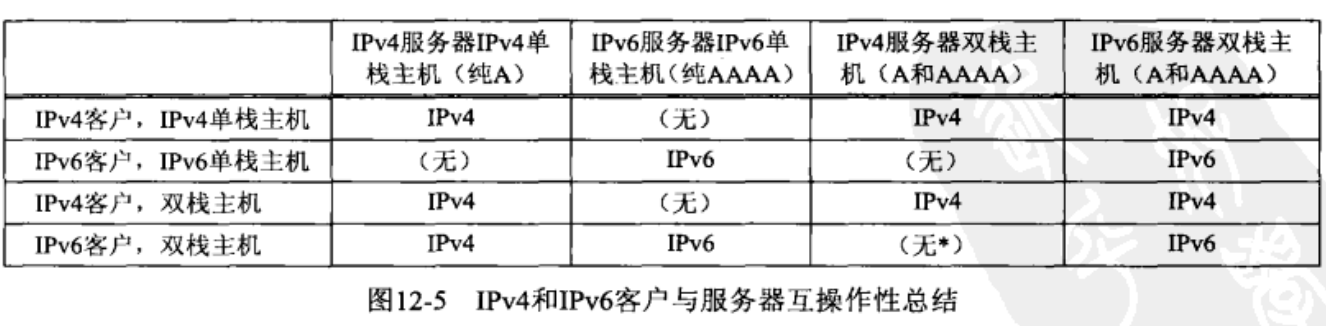 IPv4服务器IPv4单栈主机（纯A） IPv6服务器IPv6单栈主机(纯AAAA) IPv4服务器双栈主机（A和AAAA） IPv6服务器双栈主机（A和AAAA）
IPv4客户，IPv4单栈主机 IPv4 （无） IPv4 IPv4
IPv6客户，IPv6单栈主机 （无） IPv6 （无） IPv6
IPv4客户，双栈主机 IPv4 （无） IPv4 IPv4
IPv6客户，双栈主机 IPv4 IPv6 （无*） IPv6
图12-5 IPv4和IPv6客户与服务器互操作性总结